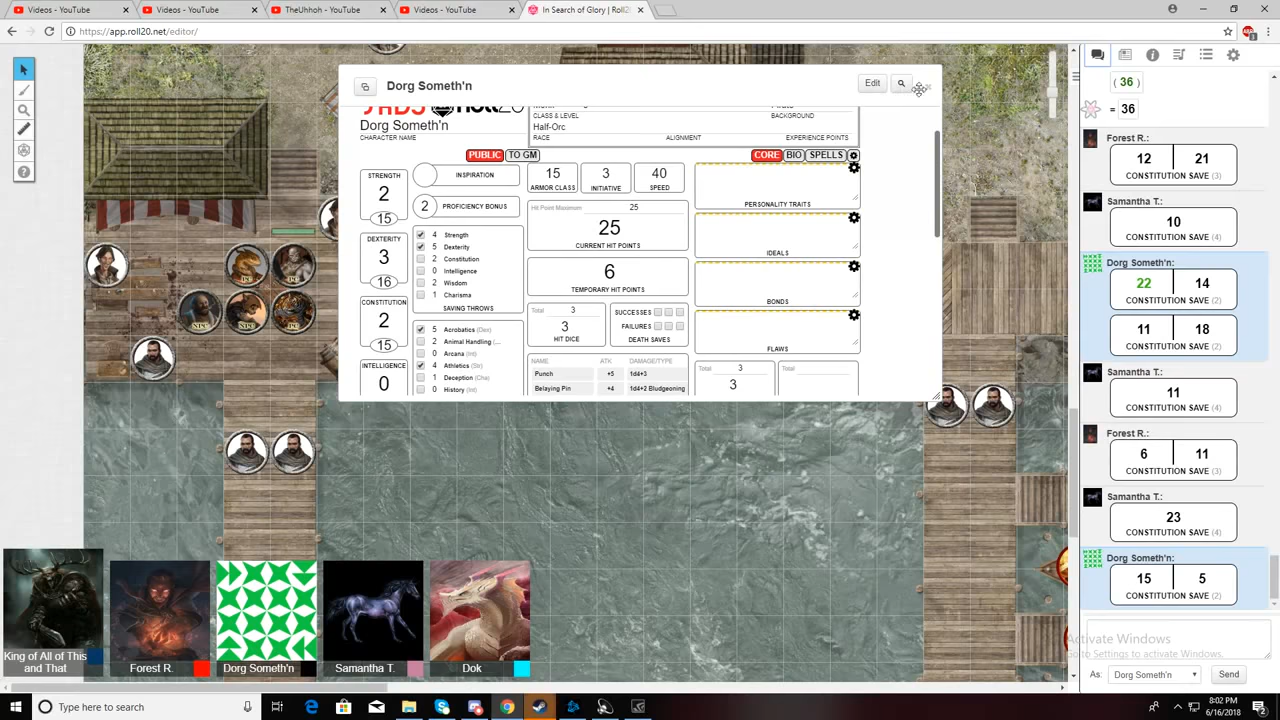 Videos - YouTube
Videos - YouTube
TheUhhoh - YouTube
Videos - YouTube
In Search of Glory | Roll2
https://app.roll20.net/editor/
Dorg Someth'n
Edit
Dorg Someth'n
CHARACTER NAME
CLASS & LEVEL
BACKGROUND
Half-Orc
RACE
ALIGNMENT
EXPERIENCE POINTS
PUBLIC
TO GM
CORE
BIO
SPELLS
STRENGTH
2
15
DEXTERITY
3
16
CONSTITUTION
2
15
INTELLIGENCE
0
INSPIRATION
2
PROFICIENCY BONUS
4 Strength
5 Dexterity
2 Constitution
0 Intelligence
2 Wisdom
1 Charisma
SAVING THROWS
5 Acrobatics (Dex)
2 Animal Handling (...
0 Arcana (Int)
4 Athletics (Str)
1 Deception (Cha)
0 History (Int)
15
ARMOR CLASS
3
INITIATIVE
40
SPEED
Hit Point Maximum 25
25
CURRENT HIT POINTS
6
TEMPORARY HIT POINTS
Total 3
3
HIT DICE
SUCCESSES
FAILURES
DEATH SAVES
NAME ATK DAMAGE/TYPE
Punch +5 1d4+3
Belaying Pin +4 1d4+2 Bludgeoning
PERSONALITY TRAITS
IDEALS
BONDS
FLAWS
Total 3
3
Total
PC
PC
NPC
PC
PC
King of All of This and That
Forest R.
Dorg Someth'n
Samantha T.
Dok
( 36 )
= 36
Forest R.:
12 21
CONSTITUTION SAVE (3)
Samantha T.:
10
CONSTITUTION SAVE (4)
Dorg Someth'n:
22 14
CONSTITUTION SAVE (2)
11 18
CONSTITUTION SAVE (2)
Samantha T.:
11
CONSTITUTION SAVE (4)
Forest R.:
6 11
CONSTITUTION SAVE (3)
Samantha T.:
23
CONSTITUTION SAVE (4)
Dorg Someth'n:
15 5
CONSTITUTION SAVE (2)
Activate Windows
Go to Settings to activate Windows.
As: Dorg Someth'n
Send
Type here to search
8:02 PM
6/16/2018